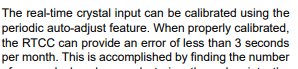 The real-time crystal input can be calibrated using the
periodic auto-adjust feature. When properly calibrated,
the RTCC can provide an error of less than 3 seconds
per month. This is accomplished by finding the number